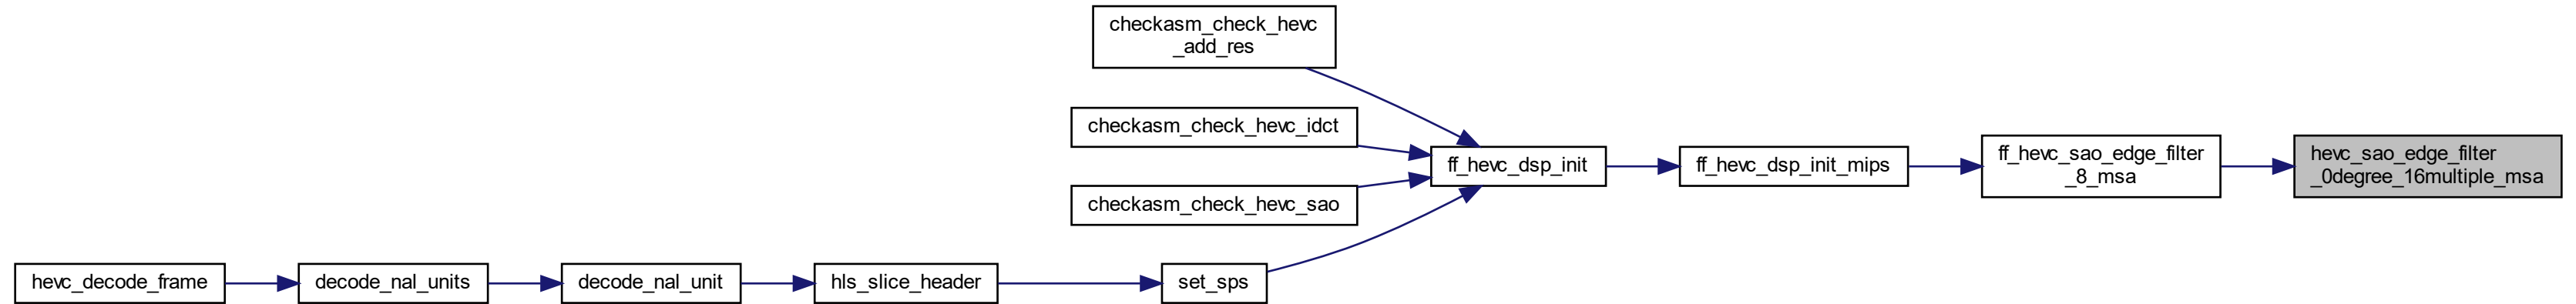 checkasm_check_hevc
_add_res
checkasm_check_hevc_idct
checkasm_check_hevc_sao
hevc_decode_frame
decode_nal_units
decode_nal_unit
hls_slice_header
set_sps
ff_hevc_dsp_init
ff_hevc_dsp_init_mips
ff_hevc_sao_edge_filter
_8_msa
hevc_sao_edge_filter
_0degree_16multiple_msa